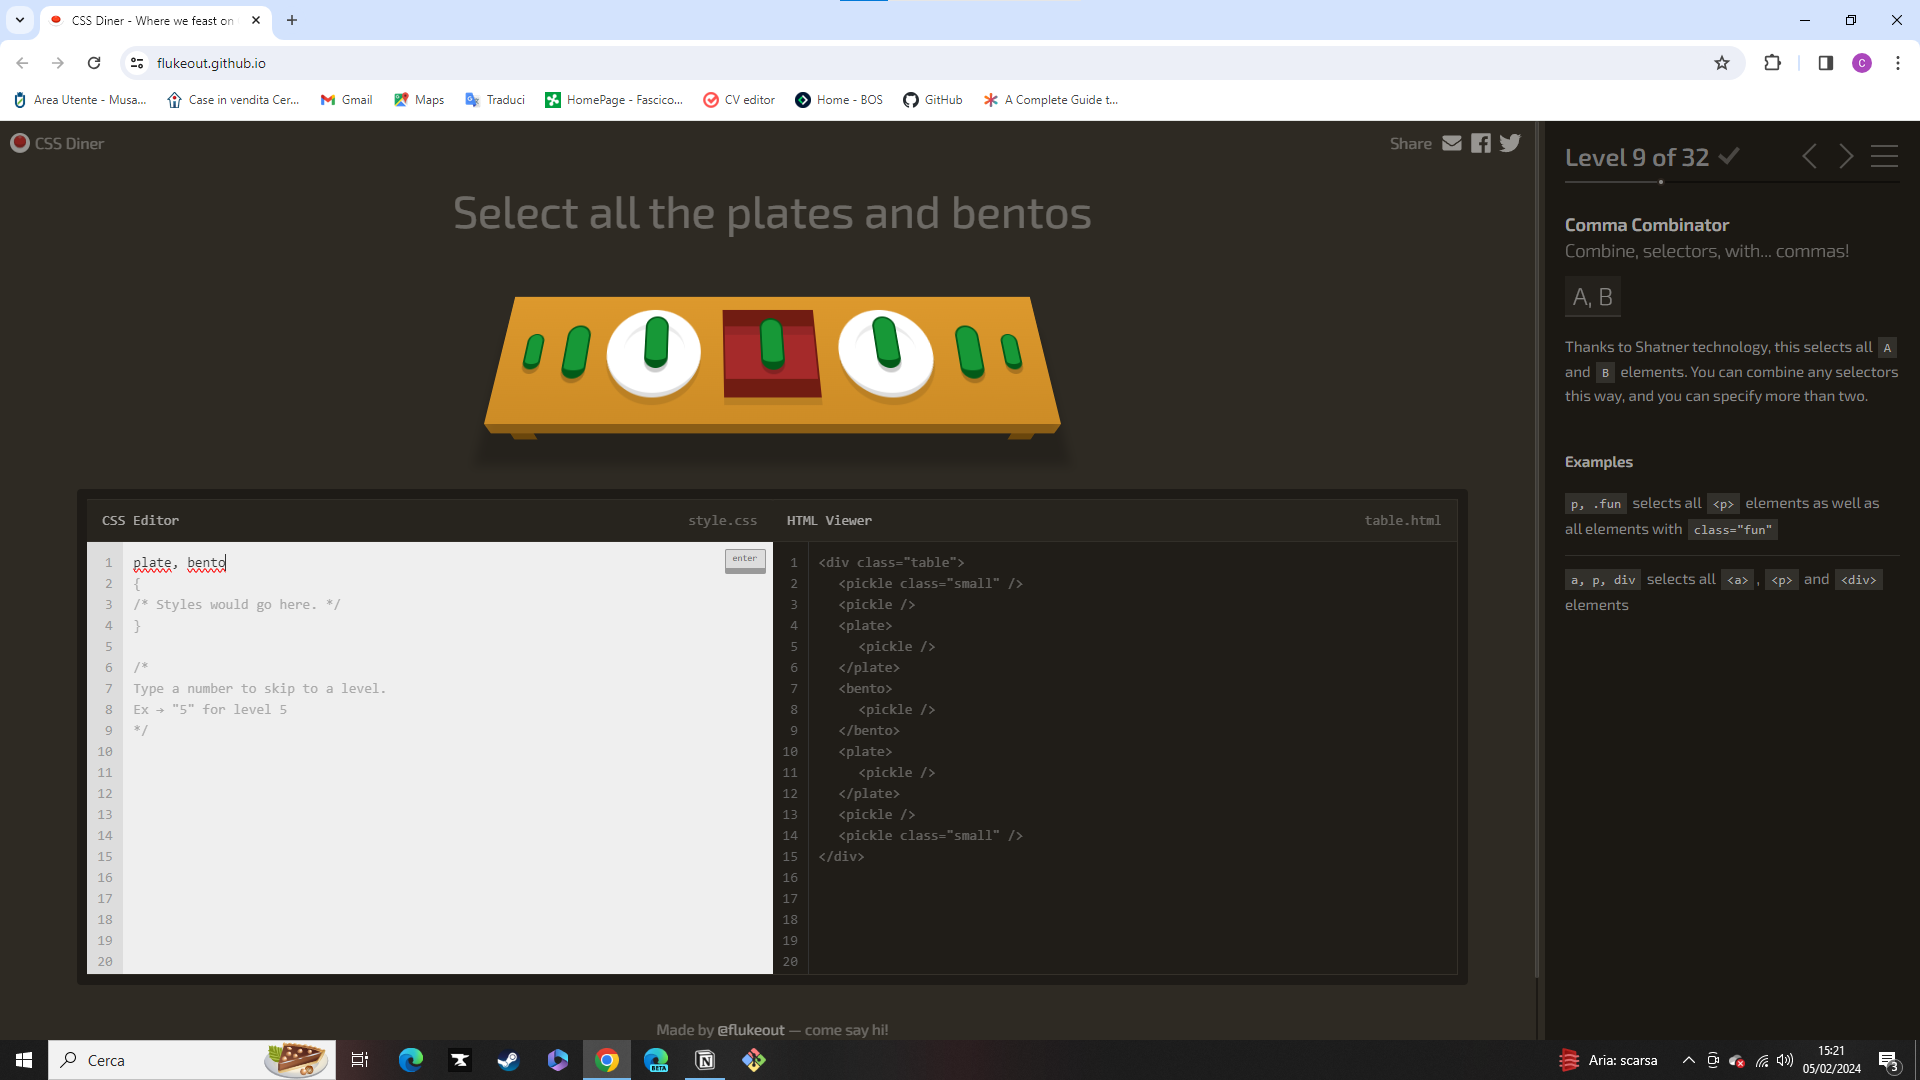 CSS Diner - Where we feast on
flukeout.github.io
C
Area Utente - Musa...
Case in vendita Cer...
Gmail
Maps
Traduci
HomePage - Fascico...
CV editor
Home - BOS
GitHub
A Complete Guide t...
CSS Diner
Share
Select all the plates and bentos
CSS Editor
style.css
1 plate, bento
2 {
3 /* Styles would go here. */
4 }
5
6 /*
7 Type a number to skip to a level.
8 Ex → "5" for level 5
9 */
10
11
12
13
14
15
16
17
18
19
20
enter
HTML Viewer
table.html
1 <div class="table">
2 <pickle class="small" />
3 <pickle />
4 <plate>
5 <pickle />
6 </plate>
7 <bento>
8 <pickle />
9 </bento>
10 <plate>
11 <pickle />
12 </plate>
13 <pickle />
14 <pickle class="small" />
15 </div>
16
17
18
19
20
Made by @flukeout — come say hi!
Level 9 of 32
Comma Combinator
Combine, selectors, with... commas!
A, B
Thanks to Shatner technology, this selects all A
and B elements. You can combine any selectors
this way, and you can specify more than two.
Examples
p, .fun selects all <p> elements as well as
all elements with class="fun"
a, p, div selects all <a>, <p> and <div>
elements
Cerca
BETA
Aria: scarsa
15:21
05/02/2024
3